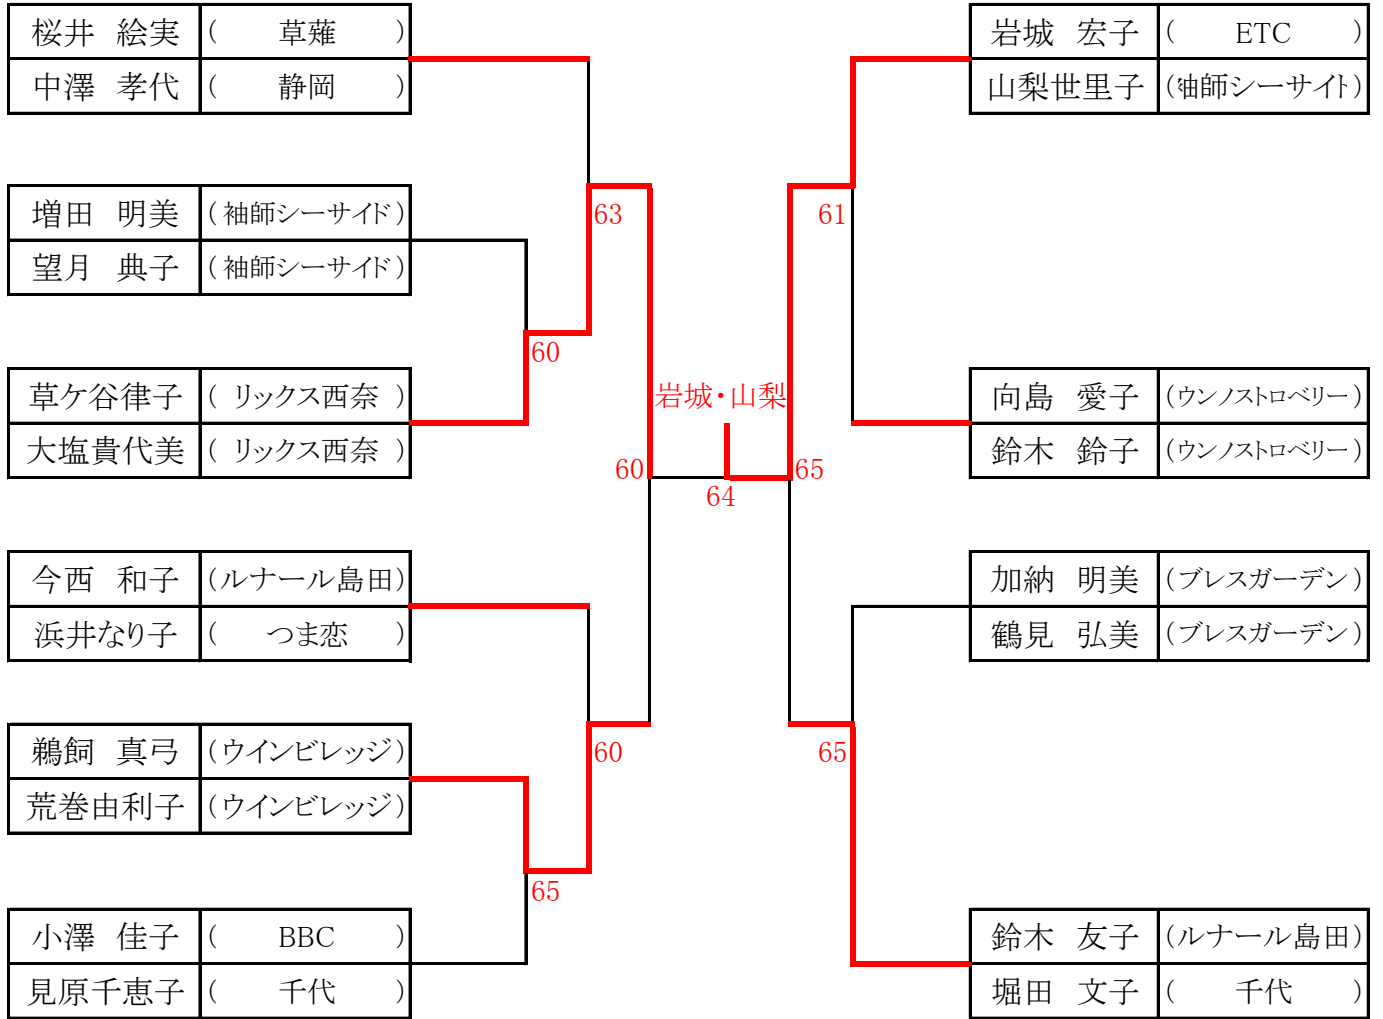 桜井 絵実 ( 草薙 )
中澤 孝代 ( 静岡 )
増田 明美 (袖師シーサイド)
望月 典子 (袖師シーサイド)
草ケ谷律子 ( リックス西奈 )
大塩貴代美 ( リックス西奈 )
今西 和子 (ルナール島田)
浜井なり子 ( つま恋 )
鵜飼 真弓 (ウインビレッジ)
荒巻由利子 (ウインビレッジ)
小澤 佳子 ( BBC )
見原千恵子 ( 千代 )
63
60
60
60
65
岩城・山梨
64
61
65
65
岩城 宏子 ( ETC )
山梨世里子 (袖師シーサイド)
向島 愛子 (ウンノストロベリー)
鈴木 鈴子 (ウンノストロベリー)
加納 明美 (ブレスガーデン)
鶴見 弘美 (ブレスガーデン)
鈴木 友子 (ルナール島田)
堀田 文子 ( 千代 )